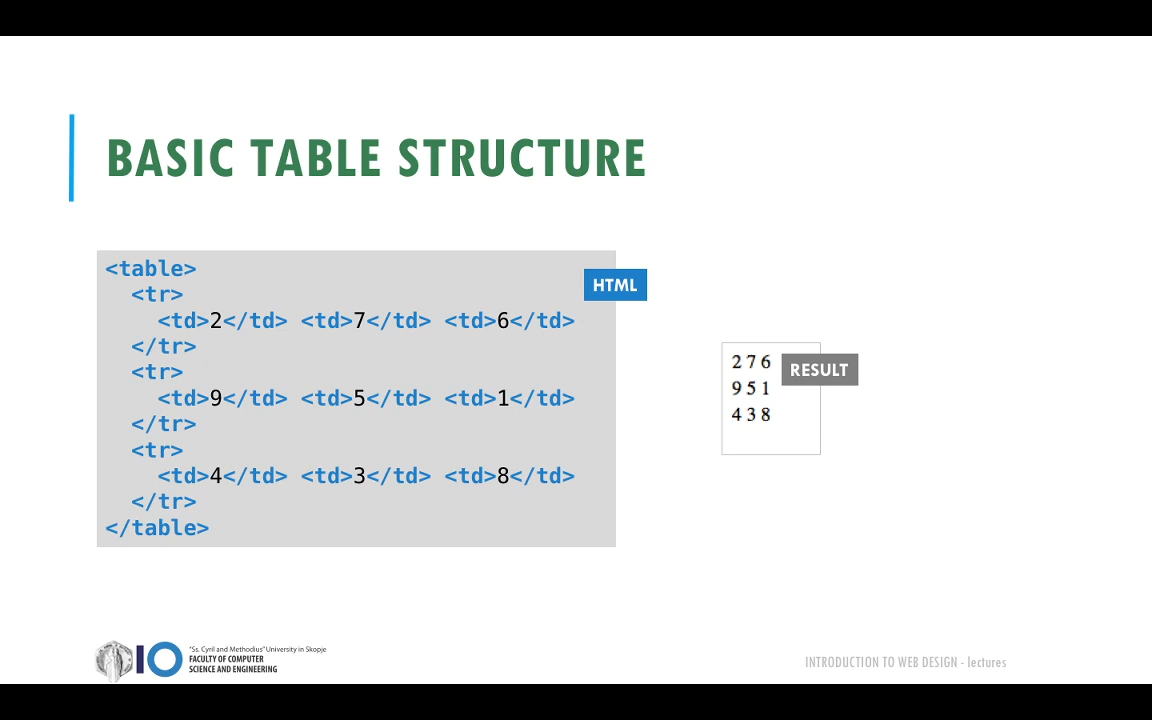 BASIC TABLE STRUCTURE
<table>
<tr>
<td>2</td> <td>7</td> <td>6</td>
</tr>
<tr>
<td>9</td> <td>5</td> <td>1</td>
</tr>
<tr>
<td>4</td> <td>3</td> <td>8</td>
</tr>
</table>
HTML
2 7 6
9 5 1
4 3 8
RESULT
"Ss. Cyril and Methodius" University in Skopje
FACULTY OF COMPUTER
SCIENCE AND ENGINEERING
INTRODUCTION TO WEB DESIGN - lectures